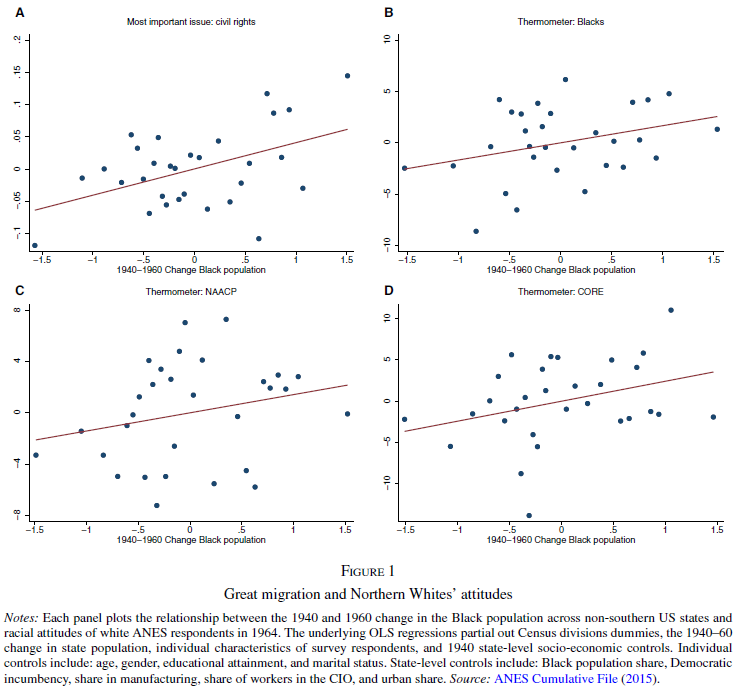 A
Most important issue: civil rights
.2
.15
.1
.05
0
−.05
−.1
−1.5
−1
−.5
0
.5
1
1.5
1940−1960 Change Black population
B
Thermometer: Blacks
10
5
0
−5
−10
−1.5
−1
−.5
0
.5
1
1.5
1940−1960 Change Black population
C
Thermometer: NAACP
8
4
0
−4
−8
−1.5
−1
−.5
0
.5
1
1.5
1940−1960 Change Black population
D
Thermometer: CORE
10
5
0
−5
−10
−1.5
−1
−.5
0
.5
1
1.5
1940−1960 Change Black population
FIGURE 1
Great migration and Northern Whites' attitudes
Notes: Each panel plots the relationship between the 1940 and 1960 change in the Black population across non-southern US states and
racial attitudes of white ANES respondents in 1964. The underlying OLS regressions partial out Census divisions dummies, the 1940–60
change in state population, individual characteristics of survey respondents, and 1940 state-level socio-economic controls. Individual
controls include: age, gender, educational attainment, and marital status. State-level controls include: Black population share, Democratic
incumbency, share in manufacturing, share of workers in the CIO, and urban share. Source: ANES Cumulative File (2015).